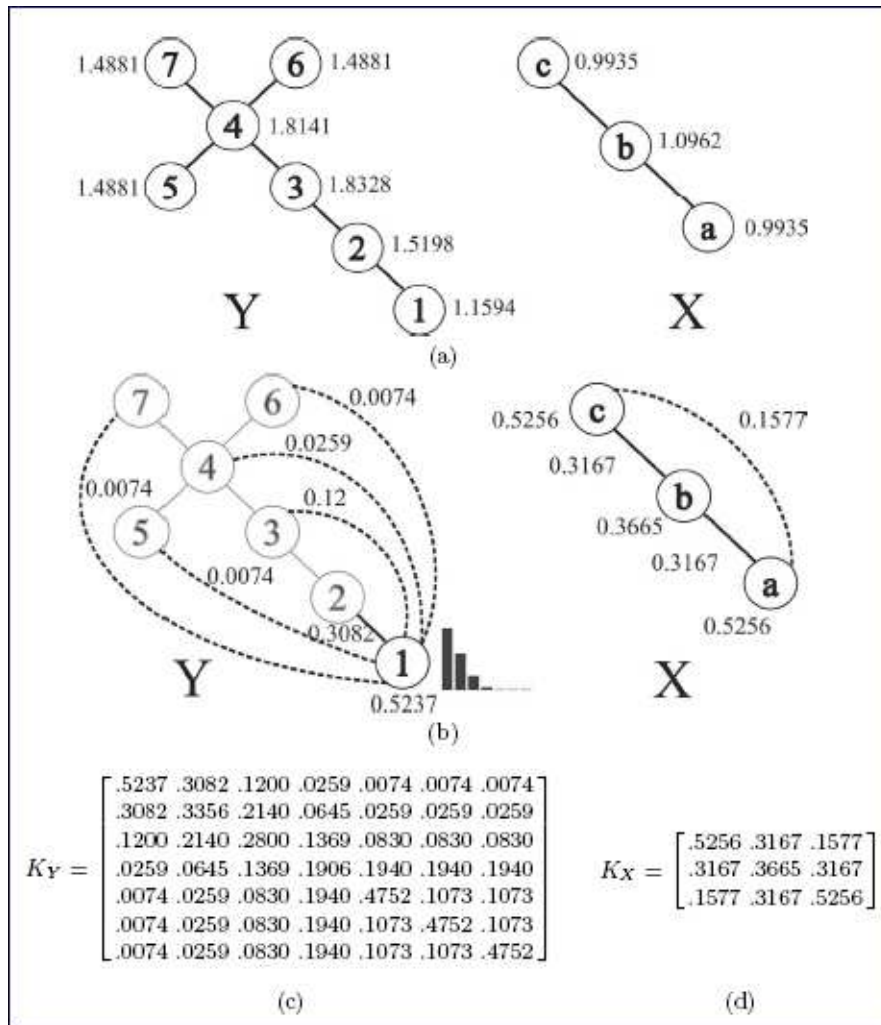 1.4881 7 6 1.4881 c 0.9935
4 1.8141 b 1.0962
1.4881 5 3 1.8328 a 0.9935
2 1.5198
Y 1 1.1594 X
(a)
7 6 0.0074 c 0.1577
0.5256
4 0.0259 0.3167
0.0074 0.12 b
5 3 0.3665
0.0074 2 0.3167 a
0.3082 0.5256
Y 1 X
0.5237
(b)
.5237 .3082 .1200 .0259 .0074 .0074 .0074
.3082 .3356 .2140 .0645 .0259 .0259 .0259
.1200 .2140 .2800 .1369 .0830 .0830 .0830 .5256 .3167 .1577
K_Y = .0259 .0645 .1369 .1906 .1940 .1940 .1940 K_X = .3167 .3665 .3167
.0074 .0259 .0830 .1940 .4752 .1073 .1073 .1577 .3167 .5256
.0074 .0259 .0830 .1940 .1073 .4752 .1073
.0074 .0259 .0830 .1940 .1073 .1073 .4752
(c) (d)